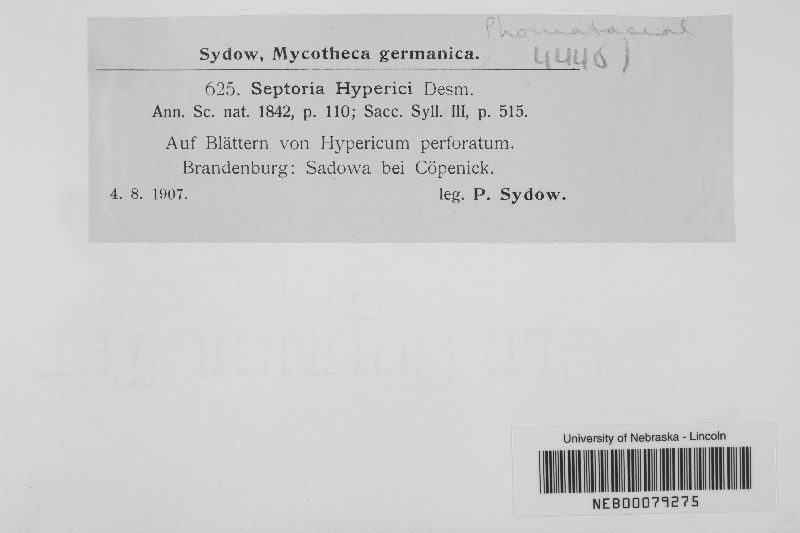 Phomataceae
Sydow, Mycotheca germanica.
44461
625. Septoria Hyperici Desm.
Ann. Sc. nat. 1842, p. 110; Sacc. Syll. III, p. 515.
Auf Blättern von Hypericum perforatum.
Brandenburg: Sadowa bei Cöpenick.
4. 8. 1907. leg. P. Sydow.
University of Nebraska - Lincoln
NEB00079275